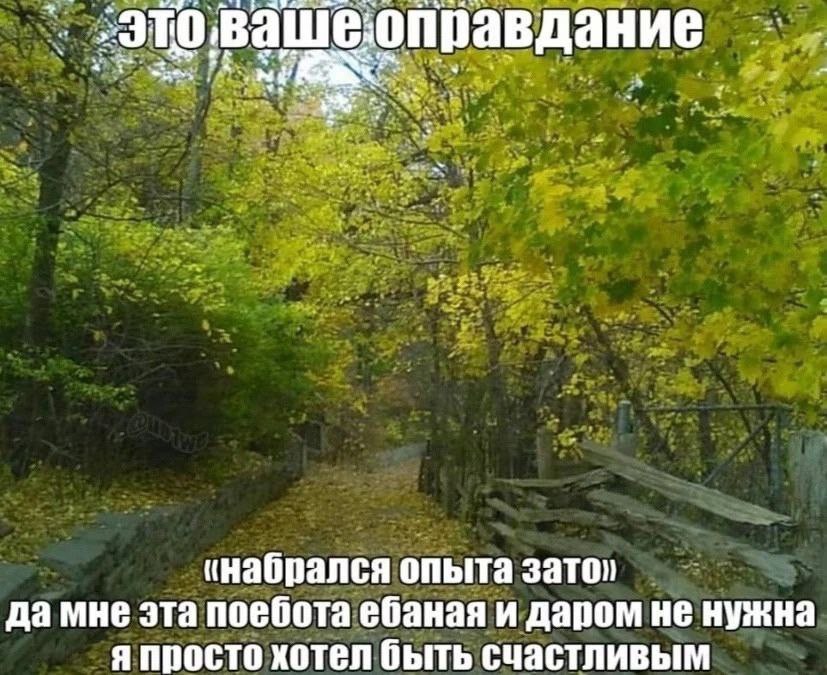 это ваше оправдание
«набрался опыта зато»
да мне эта поебота ебаная и даром не нужна
я просто хотел быть счастливым